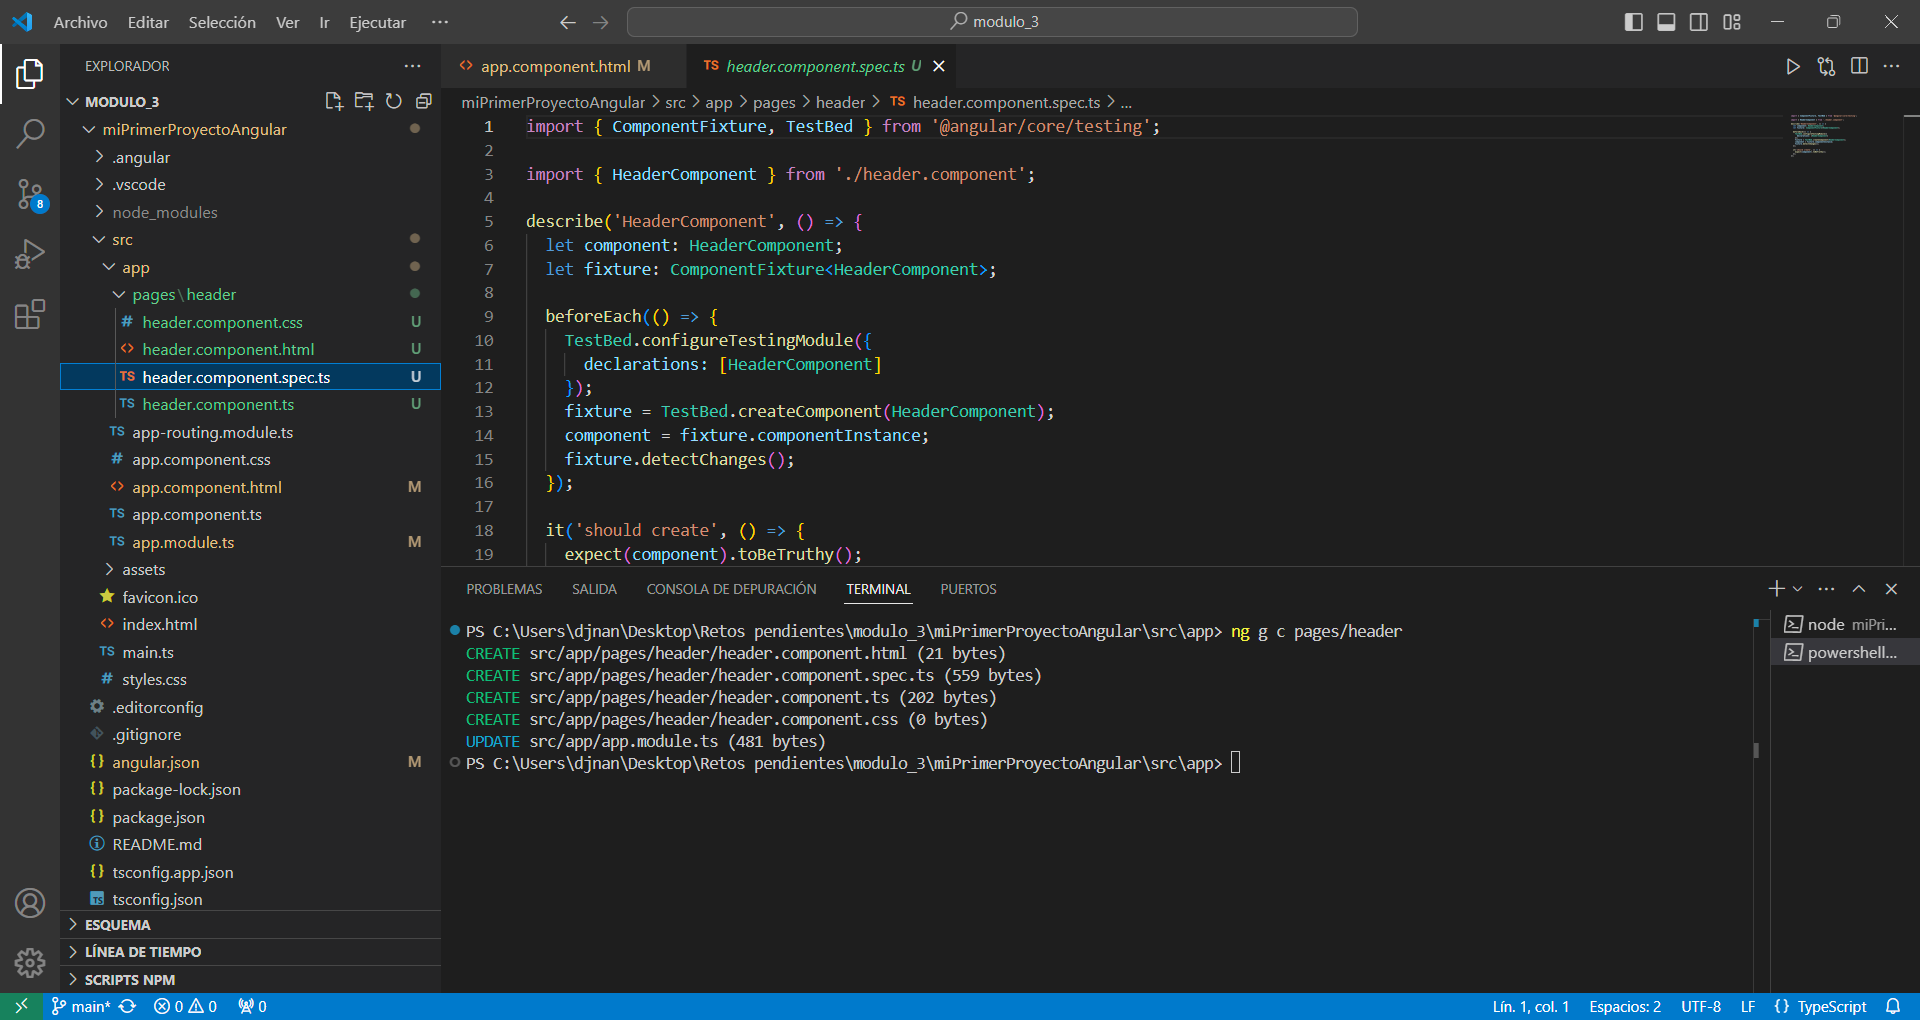 Archivo Editar Selección Ver Ir Ejecutar ···
modulo_3
EXPLORADOR
MODULO_3
miPrimerProyectoAngular
.angular
.vscode
node_modules
src
app
pages\header
header.component.css U
header.component.html U
header.component.spec.ts U
header.component.ts U
app-routing.module.ts
app.component.css
app.component.html M
app.component.ts
app.module.ts M
assets
favicon.ico
index.html
main.ts
styles.css
.editorconfig
.gitignore
angular.json M
package-lock.json
package.json
README.md
tsconfig.app.json
tsconfig.json
ESQUEMA
LÍNEA DE TIEMPO
SCRIPTS NPM
8
app.component.html M
TS header.component.spec.ts U
miPrimerProyectoAngular > src > app > pages > header > TS header.component.spec.ts > ...
1 import { ComponentFixture, TestBed } from '@angular/core/testing';
2
3 import { HeaderComponent } from './header.component';
4
5 describe('HeaderComponent', () => {
6 let component: HeaderComponent;
7 let fixture: ComponentFixture<HeaderComponent>;
8
9 beforeEach(() => {
10 TestBed.configureTestingModule({
11 declarations: [HeaderComponent]
12 });
13 fixture = TestBed.createComponent(HeaderComponent);
14 component = fixture.componentInstance;
15 fixture.detectChanges();
16 });
17
18 it('should create', () => {
19 expect(component).toBeTruthy();
PROBLEMAS SALIDA CONSOLA DE DEPURACIÓN TERMINAL PUERTOS
PS C:\Users\djnan\Desktop\Retos pendientes\modulo_3\miPrimerProyectoAngular\src\app> ng g c pages/header
CREATE src/app/pages/header/header.component.html (21 bytes)
CREATE src/app/pages/header/header.component.spec.ts (559 bytes)
CREATE src/app/pages/header/header.component.ts (202 bytes)
CREATE src/app/pages/header/header.component.css (0 bytes)
UPDATE src/app/app.module.ts (481 bytes)
PS C:\Users\djnan\Desktop\Retos pendientes\modulo_3\miPrimerProyectoAngular\src\app>
node miPri...
powershell...
main* 0 0 0
Lín. 1, col. 1 Espacios: 2 UTF-8 LF {} TypeScript